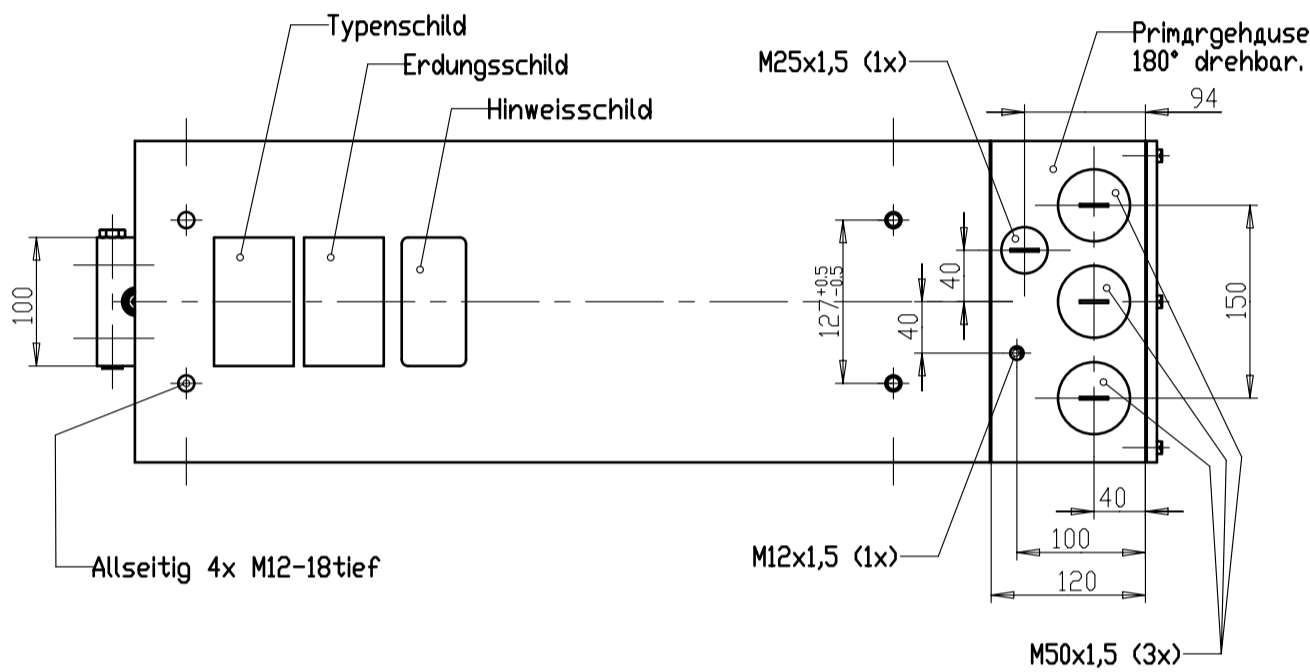 Typenschild
Erdungsschild
Hinweisschild
M25x1,5 (1x)
Primärgehäuse
180° drehbar.
94
100
127 +0,5 -0,5
40
40
150
40
100
120
Allseitig 4x M12-18tief
M12x1,5 (1x)
M50x1,5 (3x)